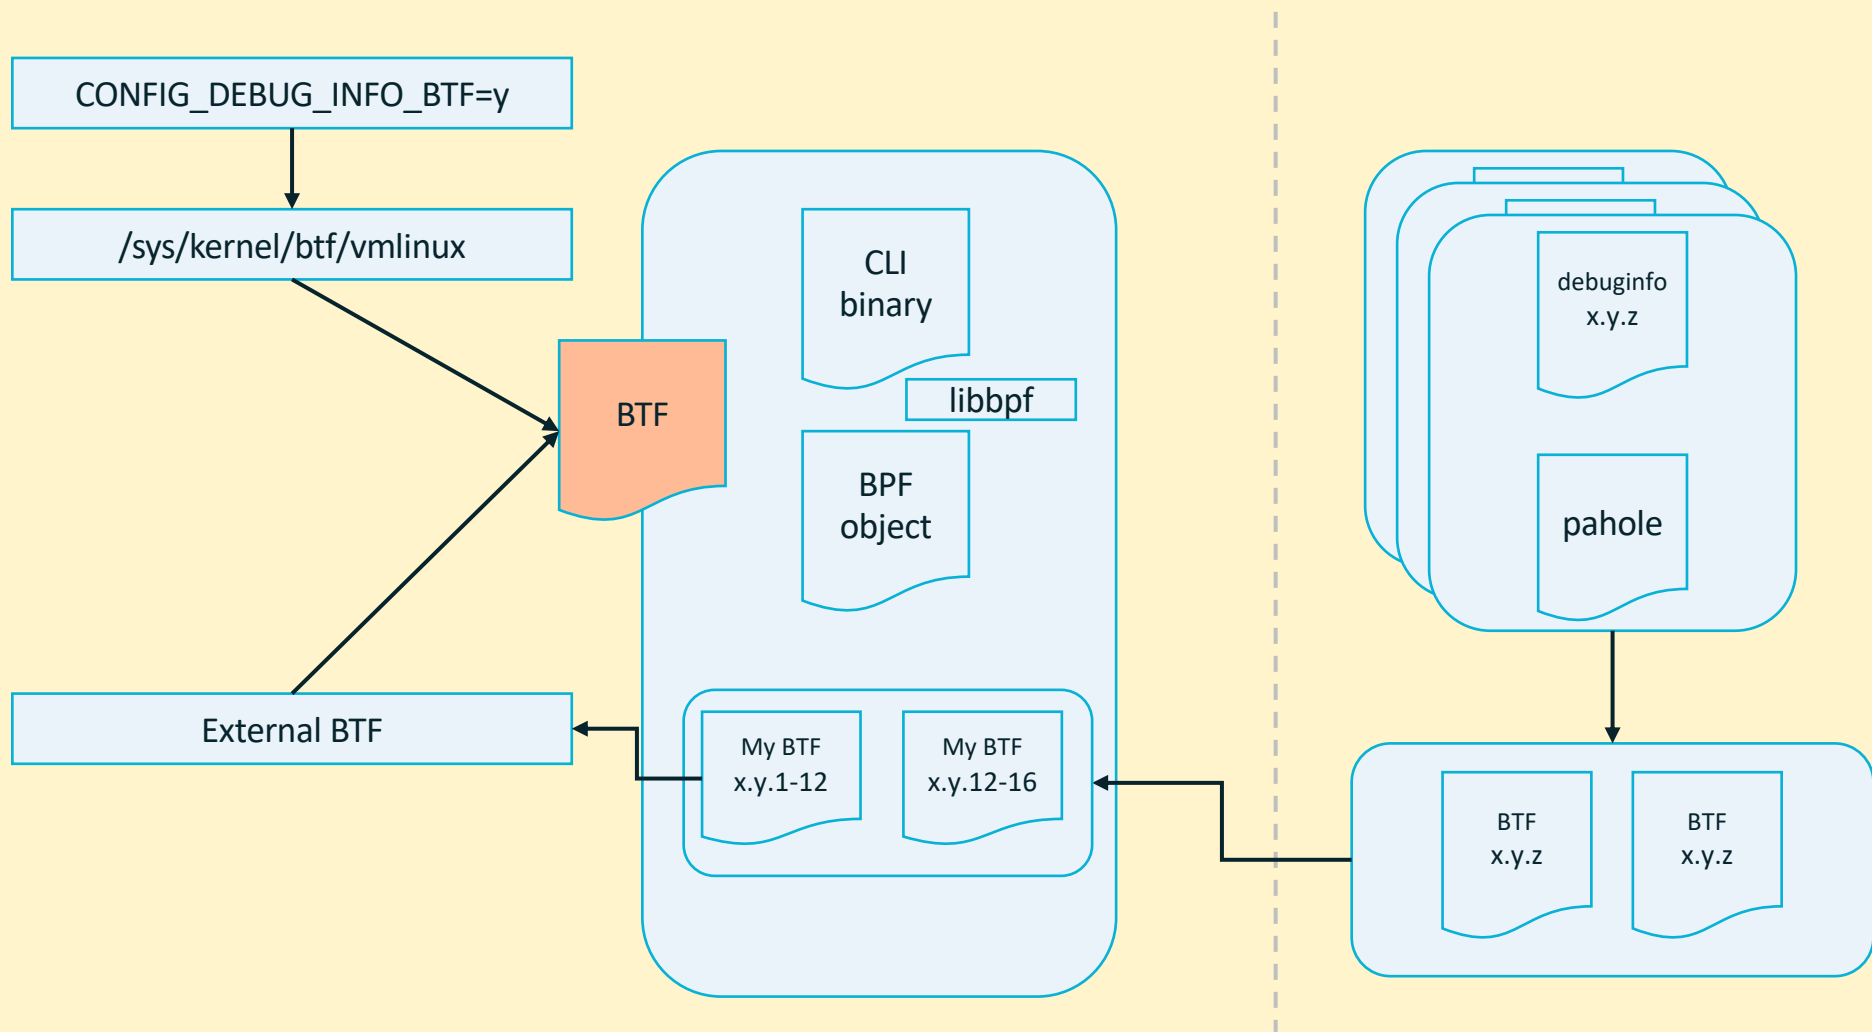 CONFIG_DEBUG_INFO_BTF=y
/sys/kernel/btf/vmlinux
BTF
External BTF
CLI
binary
libbpf
BPF
object
My BTF
x.y.1-12
My BTF
x.y.12-16
debuginfo
x.y.z
pahole
BTF
x.y.z
BTF
x.y.z